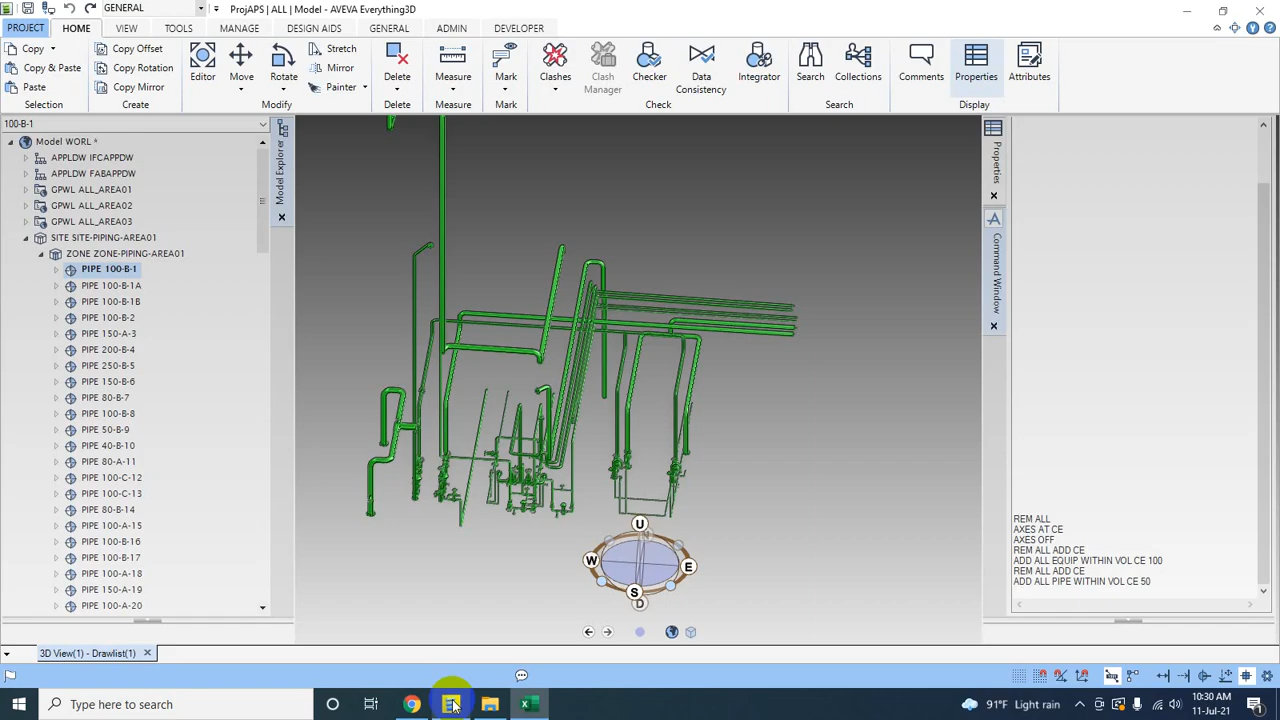 GENERAL
ProjAPS | ALL | Model - AVEVA Everything3D
PROJECT
HOME
VIEW
TOOLS
MANAGE
DESIGN AIDS
GENERAL
ADMIN
DEVELOPER
Copy
Copy & Paste
Paste
Selection
Copy Offset
Copy Rotation
Copy Mirror
Create
Editor
Move
Rotate
Stretch
Mirror
Painter
Modify
Delete
Delete
Measure
Measure
Mark
Mark
Clashes
Clash
Manager
Checker
Data
Consistency
Integrator
Check
Search
Collections
Search
Comments
Properties
Attributes
Display
100-B-1
Model WORL *
APPLDW IFCAPPDW
APPLDW FABAPPDW
GPWL ALL_AREA01
GPWL ALL_AREA02
GPWL ALL_AREA03
SITE SITE-PIPING-AREA01
ZONE ZONE-PIPING-AREA01
PIPE 100-B-1
PIPE 100-B-1A
PIPE 100-B-1B
PIPE 100-B-2
PIPE 150-A-3
PIPE 200-B-4
PIPE 250-B-5
PIPE 150-B-6
PIPE 80-B-7
PIPE 100-B-8
PIPE 50-B-9
PIPE 40-B-10
PIPE 80-A-11
PIPE 100-C-12
PIPE 100-C-13
PIPE 80-B-14
PIPE 100-A-15
PIPE 100-B-16
PIPE 100-B-17
PIPE 100-A-18
PIPE 150-A-19
PIPE 100-A-20
Model Explorer
U
W
E
S
D
Properties
Command Window
REM ALL
AXES AT CE
AXES OFF
REM ALL ADD CE
ADD ALL EQUIP WITHIN VOL CE 100
REM ALL ADD CE
ADD ALL PIPE WITHIN VOL CE 50
3D View(1) - Drawlist(1)
Type here to search
91°F Light rain
10:30 AM
11-Jul-21